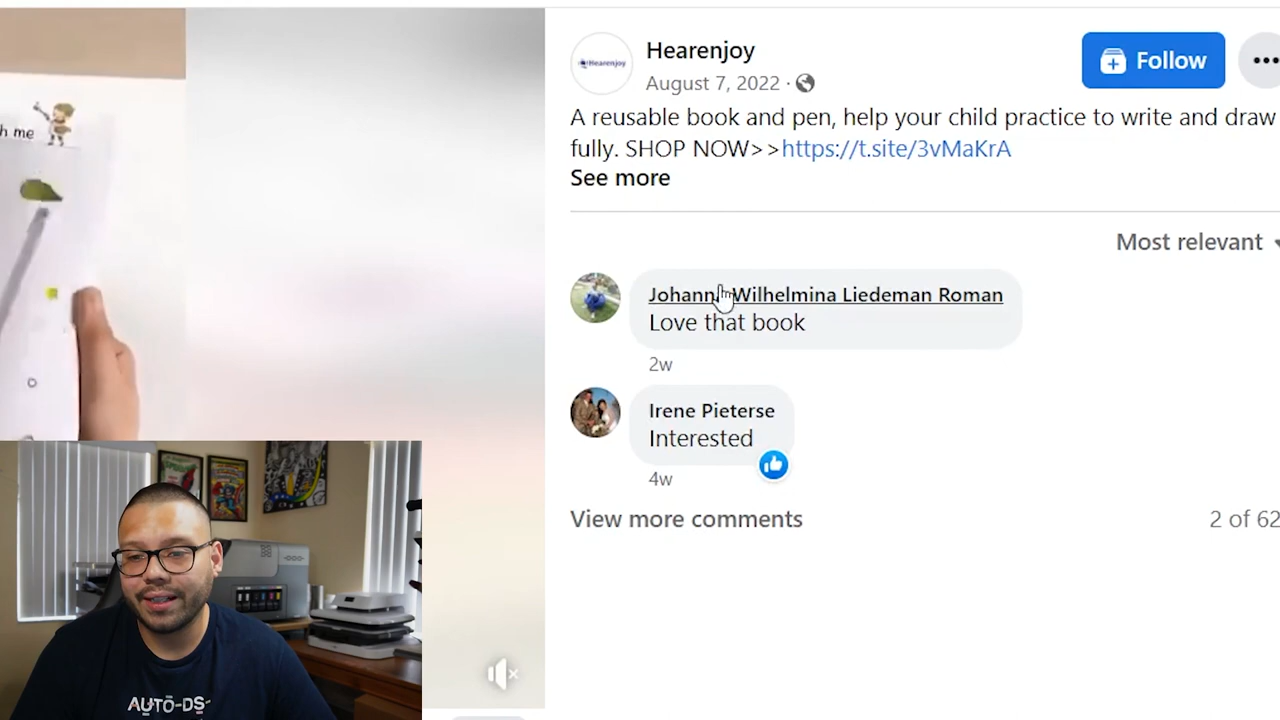 Hearenjoy
Hearenjoy
August 7, 2022 ·
Follow
A reusable book and pen, help your child practice to write and draw
fully. SHOP NOW>>https://t.site/3vMaKrA
See more
h me
Most relevant
Johanna Wilhelmina Liedeman Roman
Love that book
2w
Irene Pieterse
Interested
4w
View more comments
2 of 62
AUTO-DS